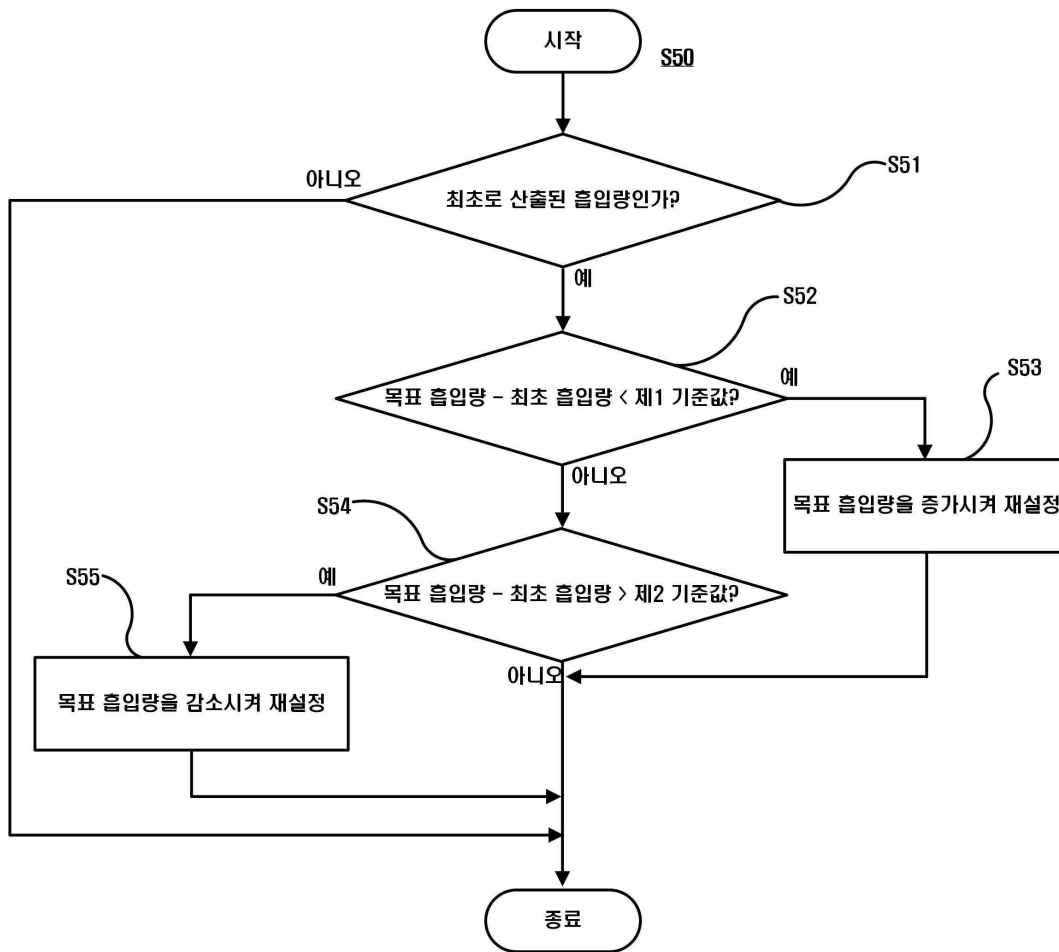 시작
S50
S51
아니오
최초로 산출된 흡입량인가?
예
S52
목표 흡입량 - 최초 흡입량 < 제1 기준값?
예
S53
아니오
목표 흡입량을 증가시켜 재설정
S54
목표 흡입량 - 최초 흡입량 > 제2 기준값?
예
S55
아니오
목표 흡입량을 감소시켜 재설정
종료